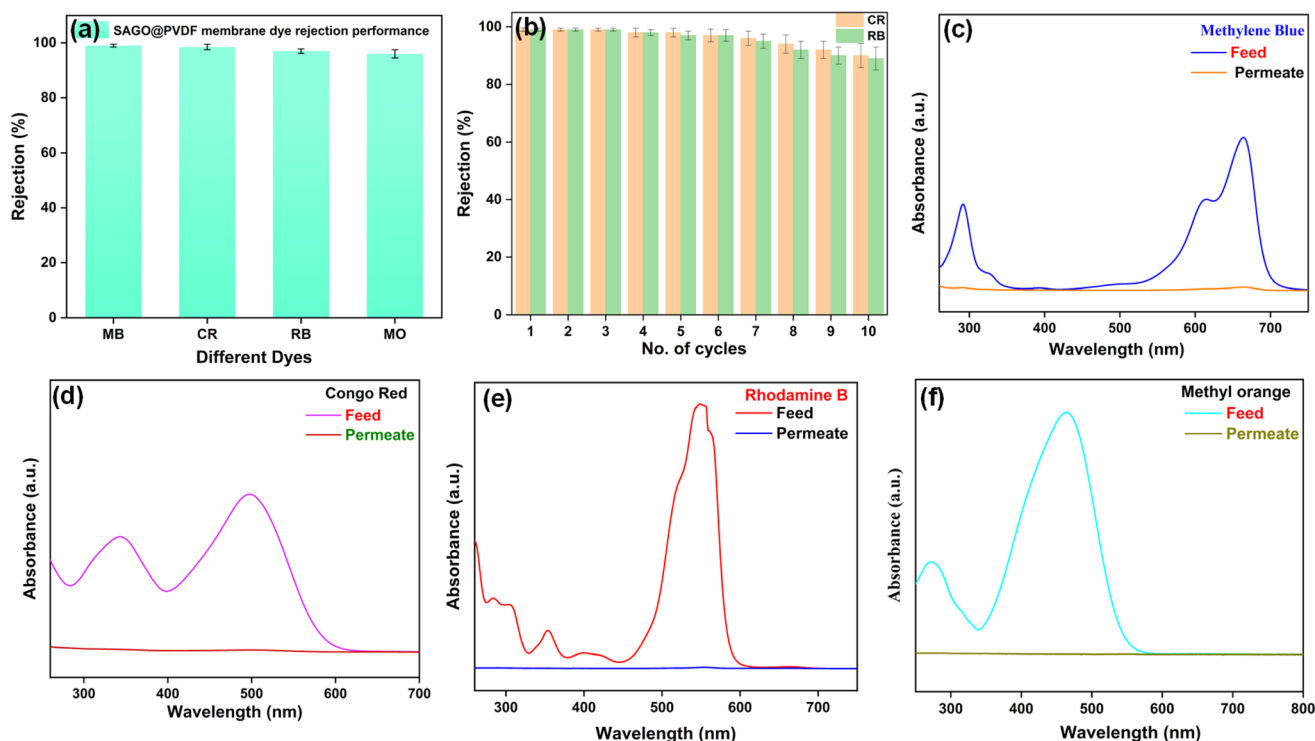 (a)
SAGO@PVDF membrane dye rejection performance
100
80
60
40
20
0
Rejection (%)
MB CR RB MO
Different Dyes
(b)
CR
RB
100
80
60
40
20
0
Rejection (%)
1 2 3 4 5 6 7 8 9 10
No. of cycles
(c)
Methylene Blue
Feed
Permeate
Absorbance (a.u.)
300 400 500 600 700
Wavelength (nm)
(d)
Congo Red
Feed
Permeate
Absorbance (a.u.)
300 400 500 600 700
Wavelength (nm)
(e)
Rhodamine B
Feed
Permeate
Absorbance (a.u.)
300 400 500 600 700
Wavelength (nm)
(f)
Methyl orange
Feed
Permeate
Absorbance (a.u.)
300 400 500 600 700 800
Wavelength (nm)